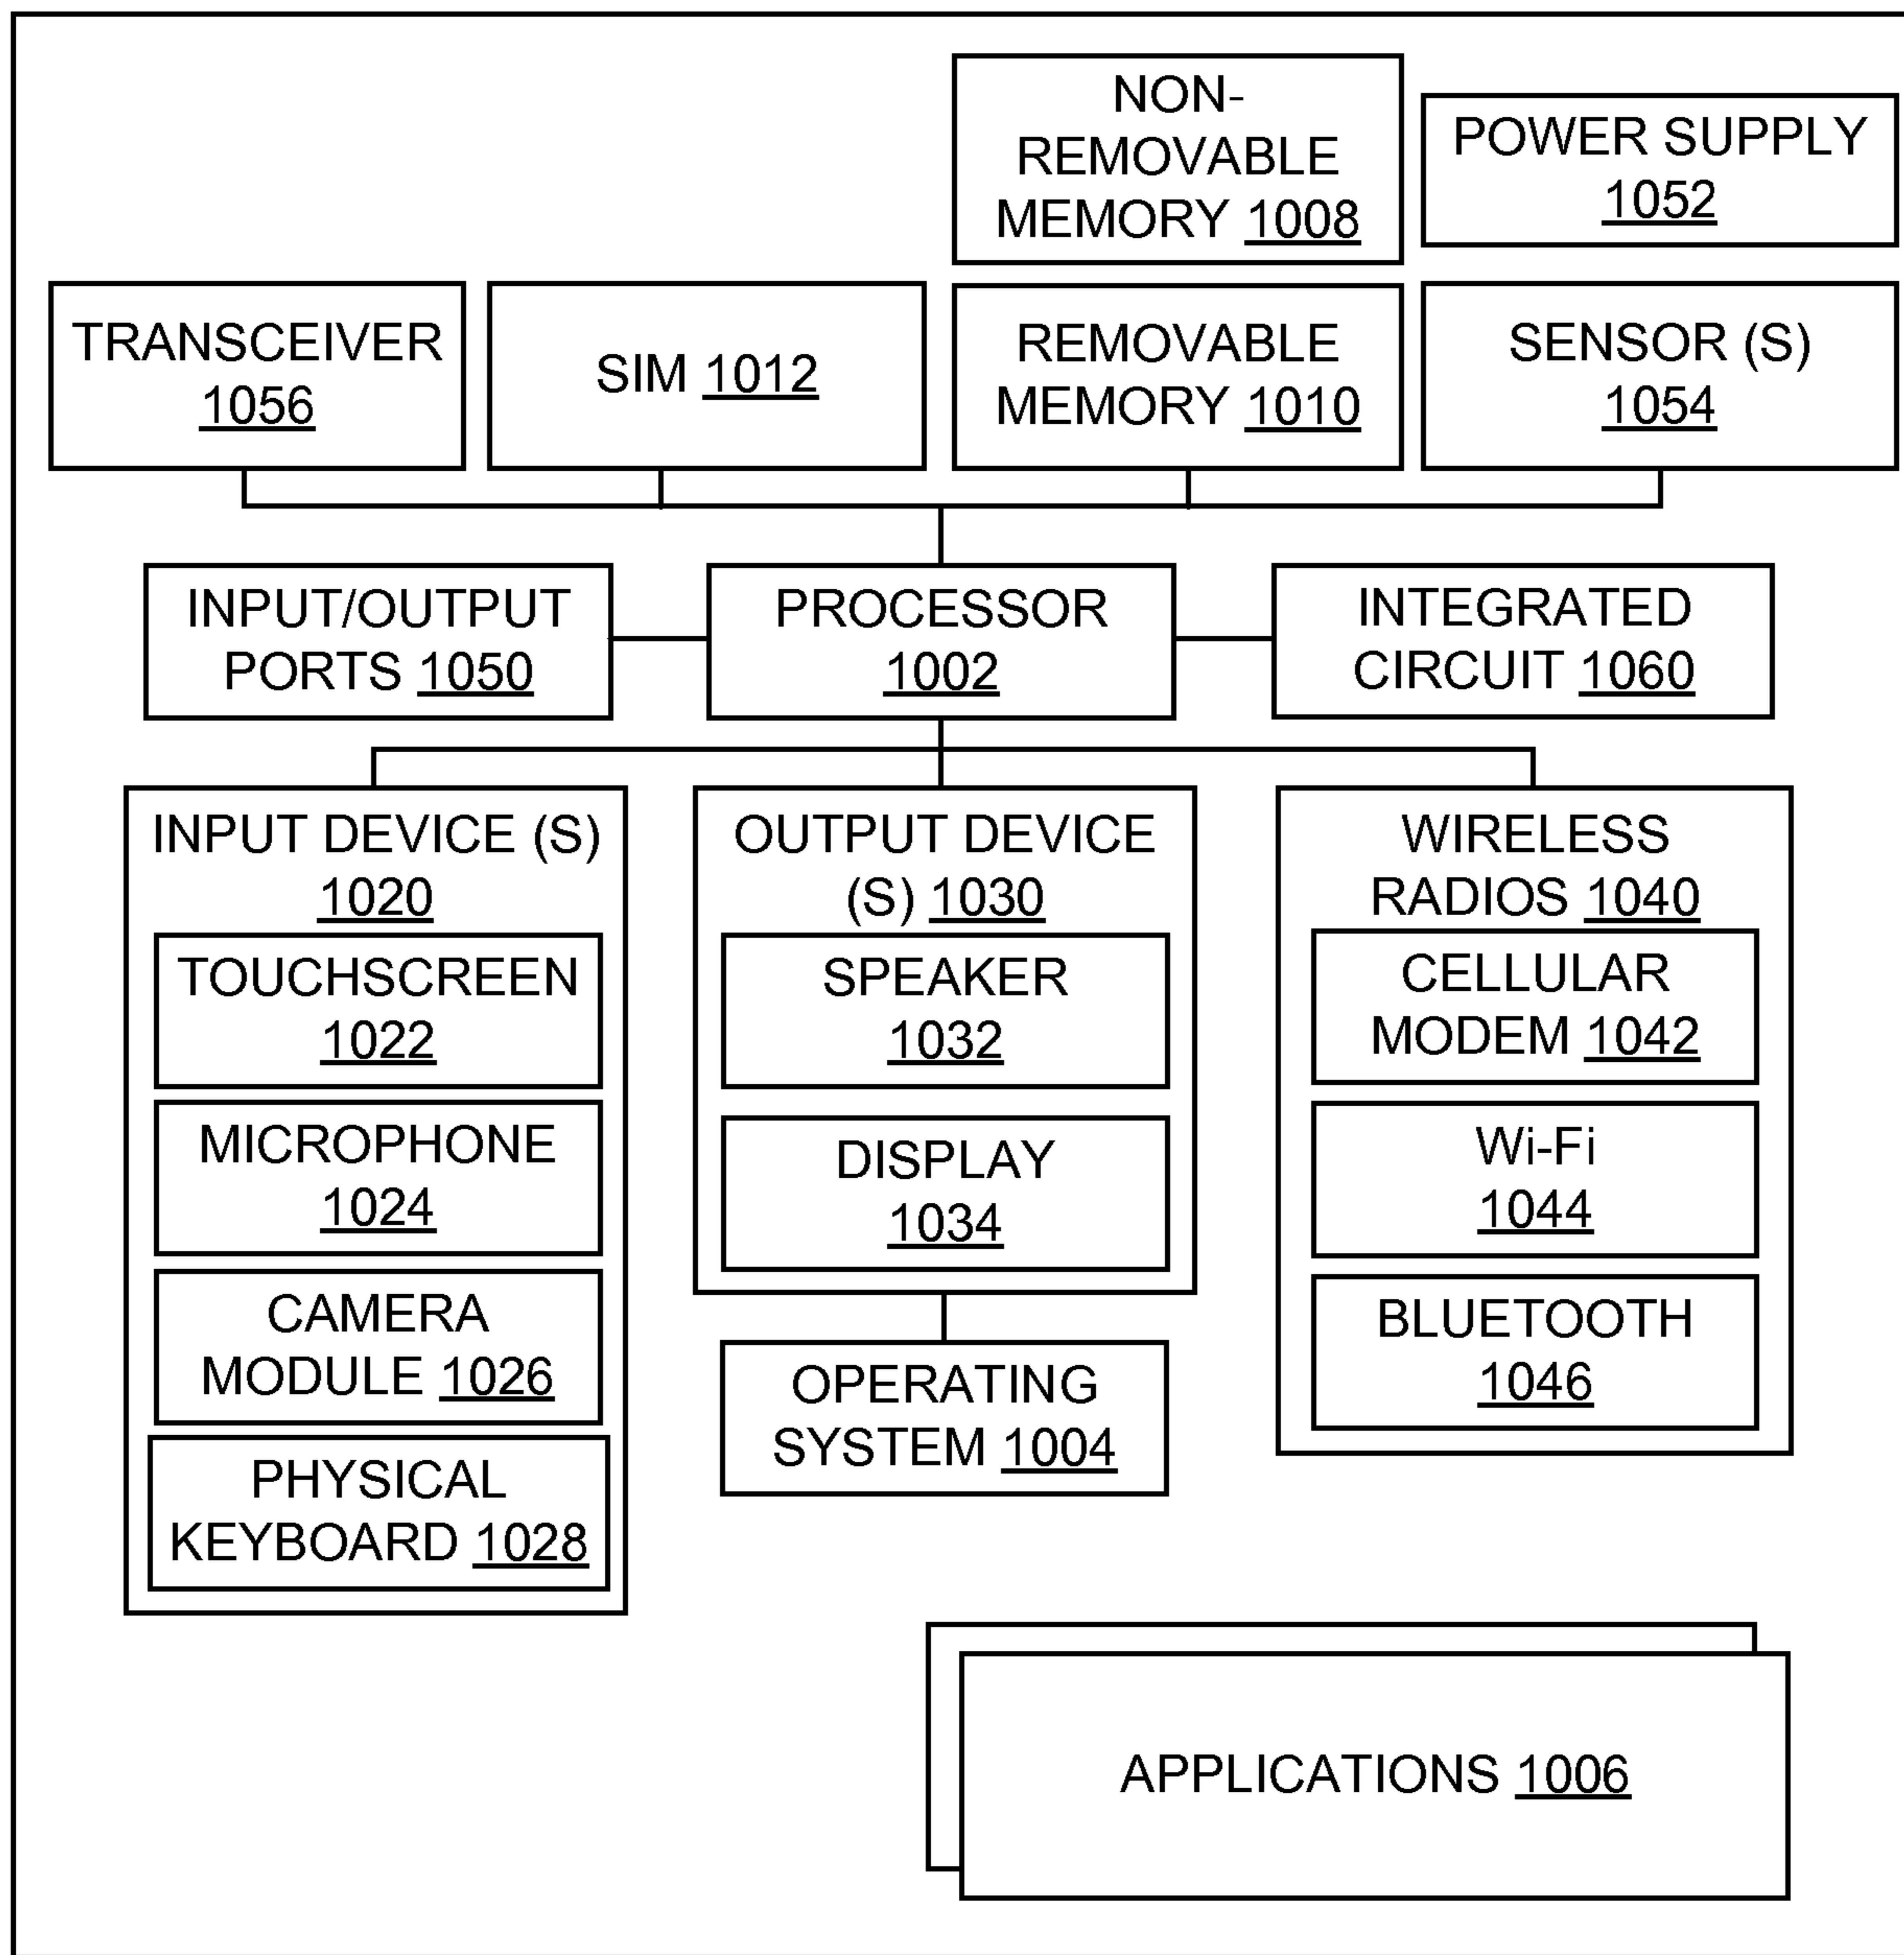 NON-
REMOVABLE
MEMORY 1008
POWER SUPPLY
1052
TRANSCEIVER
1056
SIM 1012
REMOVABLE
MEMORY 1010
SENSOR (S)
1054
INPUT/OUTPUT
PORTS 1050
PROCESSOR
1002
INTEGRATED
CIRCUIT 1060
INPUT DEVICE (S)
1020
TOUCHSCREEN
1022
MICROPHONE
1024
CAMERA
MODULE 1026
PHYSICAL
KEYBOARD 1028
OUTPUT DEVICE
(S) 1030
SPEAKER
1032
DISPLAY
1034
OPERATING
SYSTEM 1004
WIRELESS
RADIOS 1040
CELLULAR
MODEM 1042
Wi-Fi
1044
BLUETOOTH
1046
APPLICATIONS 1006